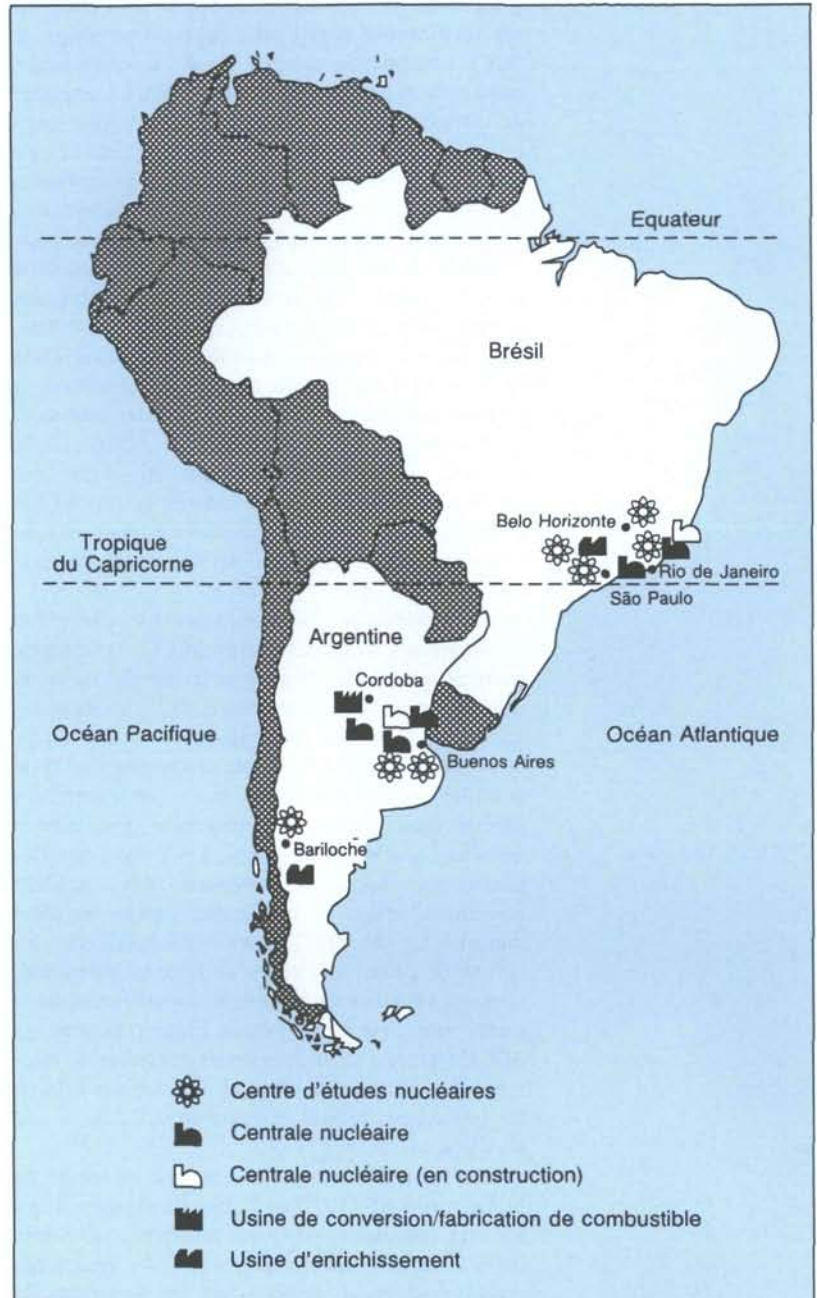 Equateur
Brésil
Belo Horizonte
Tropique
du Capricorne
Rio de Janeiro
São Paulo
Argentine
Cordoba
Océan Pacifique
Océan Atlantique
Buenos Aires
Bariloche
Centre d'études nucléaires
Centrale nucléaire
Centrale nucléaire (en construction)
Usine de conversion/fabrication de combustible
Usine d'enrichissement